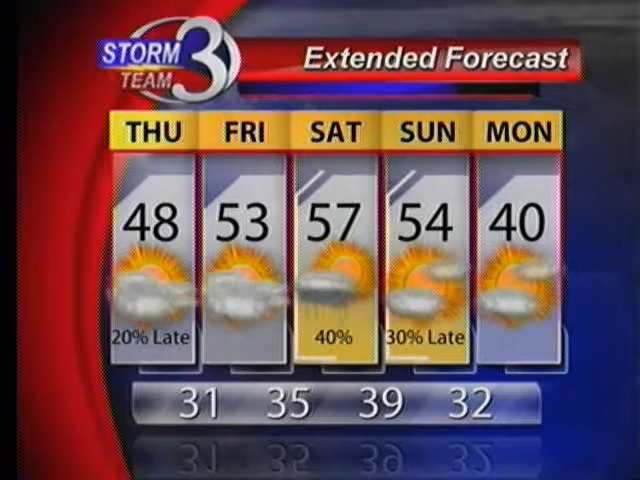 STORM 3
TEAM
Extended Forecast
THU FRI SAT SUN MON
48 53 57 54 40
20% Late 40% 30% Late
31 35 39 32